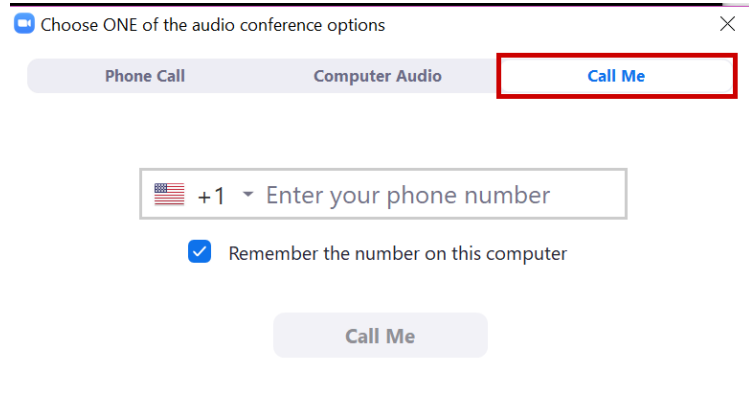 Choose ONE of the audio conference options
Phone Call Computer Audio Call Me
+1 Enter your phone number
Remember the number on this computer
Call Me